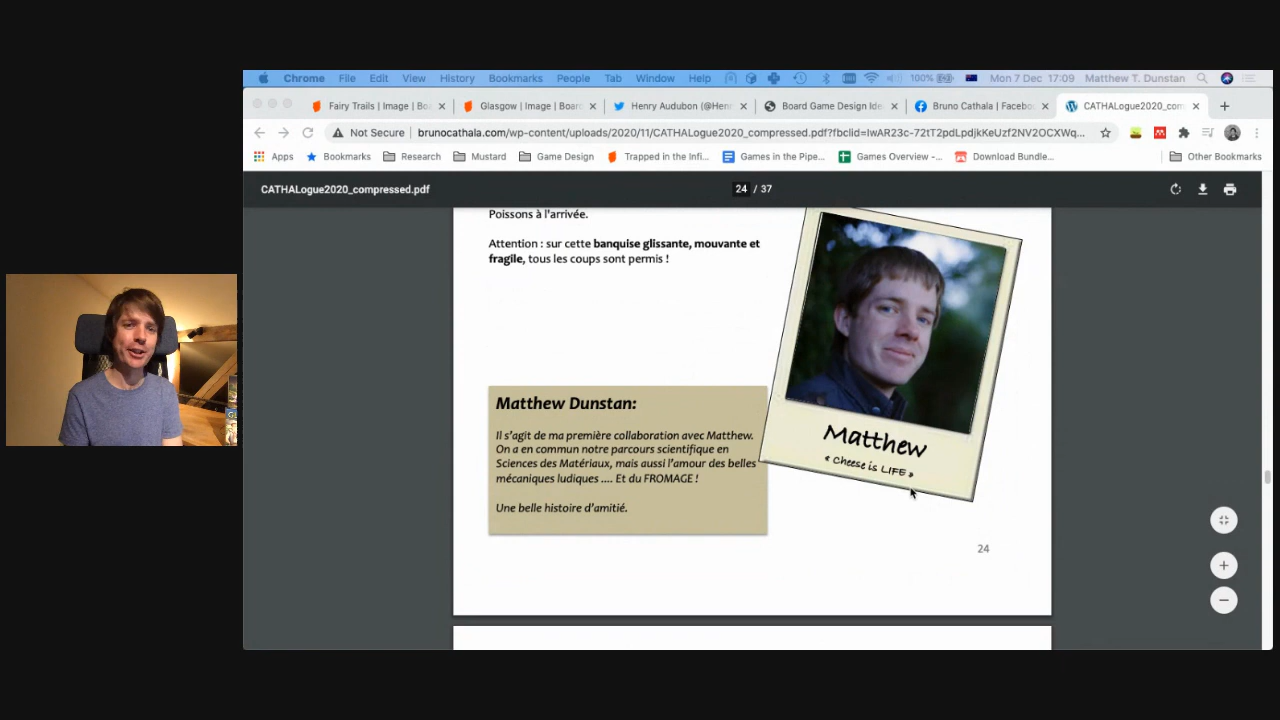 Chrome File Edit View History Bookmarks People Tab Window Help 100% Mon 7 Dec 17:09 Matthew T. Dunstan
Fairy Trails | Image | Boa Glasgow | Image | Board Henry Audubon (@Henr Board Game Design Ide Bruno Cathala | Facebo CATHALogue2020_com
Not Secure brunocathala.com/wp-content/uploads/2020/11/CATHALogue2020_compressed.pdf?fbclid=IwAR23c-72tT2pdLpdjkKeUzf2NV2OCXWq...
Apps Bookmarks Research Mustard Game Design Trapped in the Infi... Games in the Pipe... Games Overview -... Download Bundle... Other Bookmarks
CATHALogue2020_compressed.pdf 24 / 37
Poissons à l'arrivée.
Attention : sur cette banquise glissante, mouvante et
fragile, tous les coups sont permis !
Matthew Dunstan:
Il s'agit de ma première collaboration avec Matthew.
On a en commun notre parcours scientifique en
Sciences des Matériaux, mais aussi l'amour des belles
mécaniques ludiques .... Et du FROMAGE !
Une belle histoire d'amitié.
Matthew
« Cheese is LIFE »
24